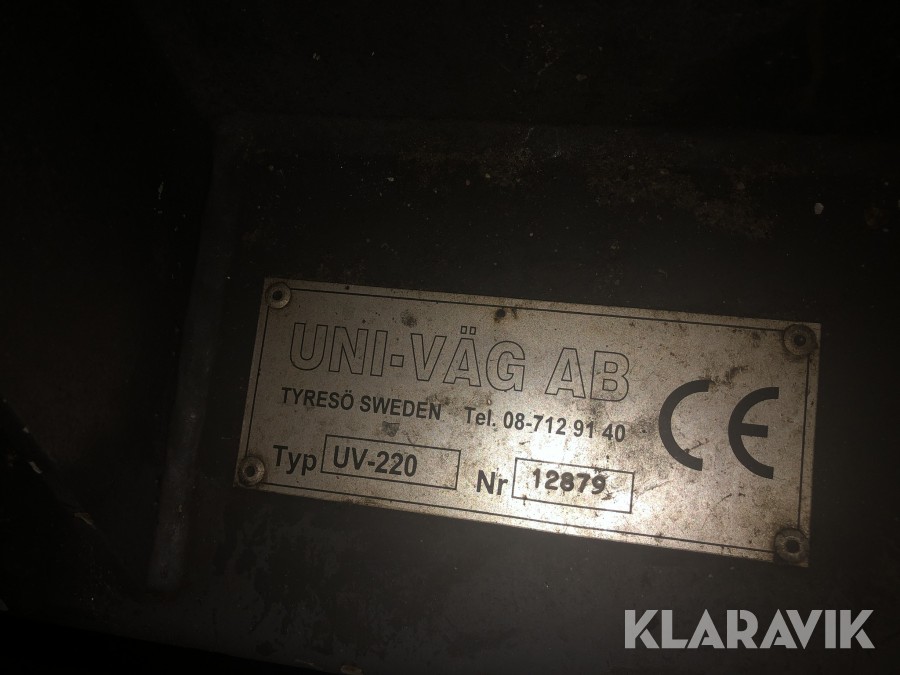 UNI-VÄG AB
TYRESÖ SWEDEN Tel. 08-712 91 40
Typ UV-220 Nr 12879
CE
KLARAVIK